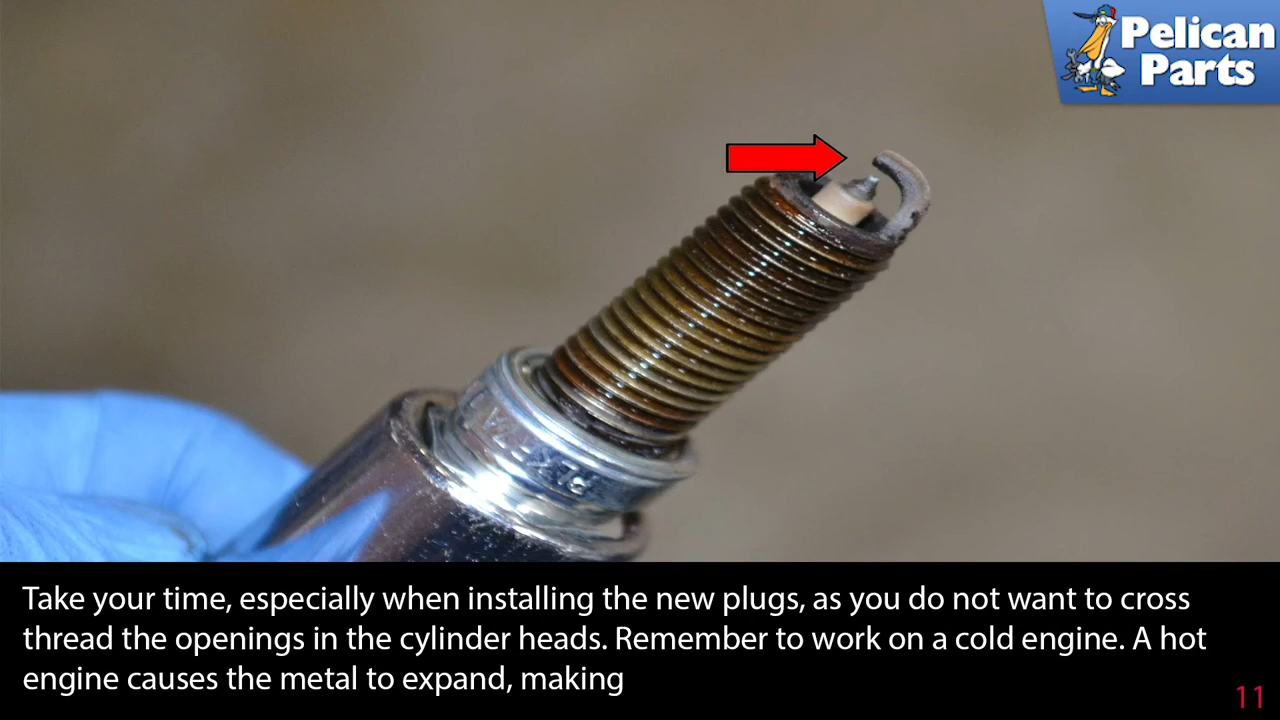 Pelican
Parts
Take your time, especially when installing the new plugs, as you do not want to cross
thread the openings in the cylinder heads. Remember to work on a cold engine. A hot
engine causes the metal to expand, making
11